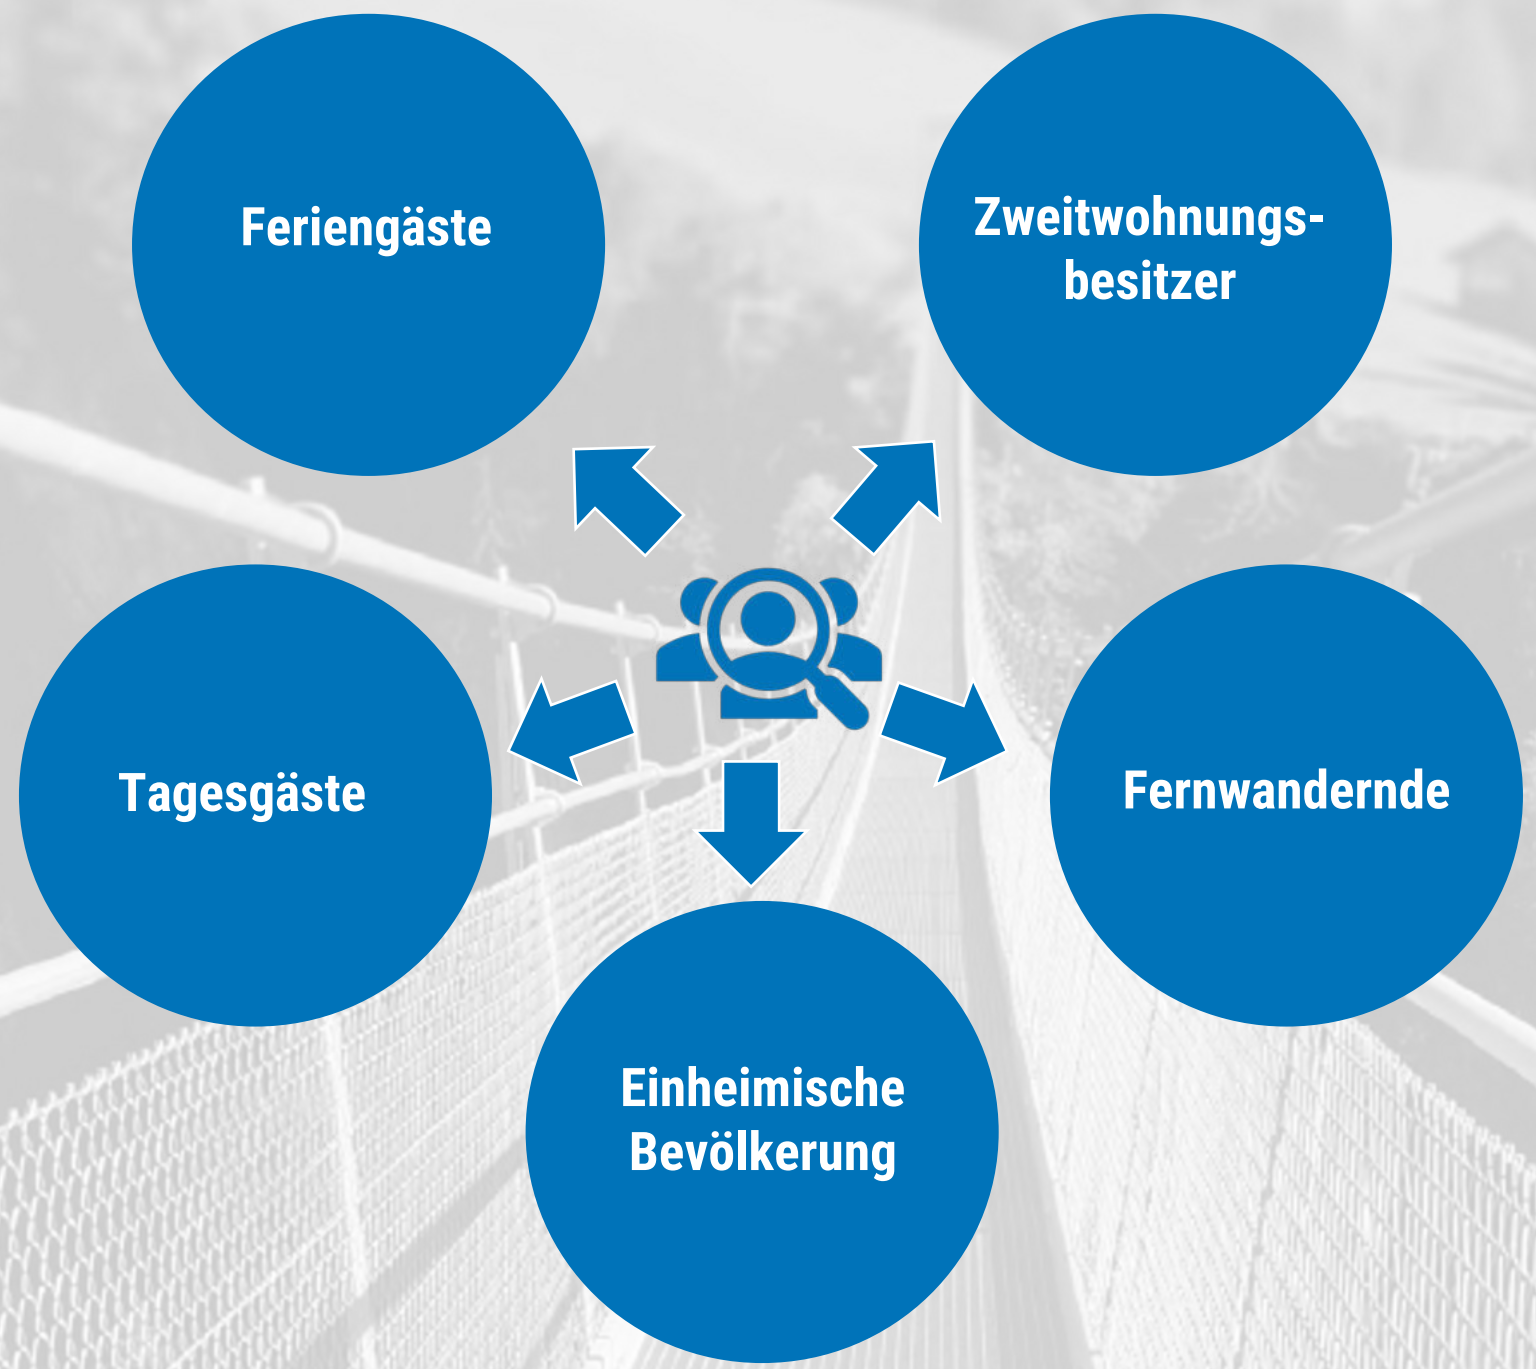 Feriengäste
Zweitwohnungs-
besitzer
Tagesgäste
Fernwandernde
Einheimische
Bevölkerung